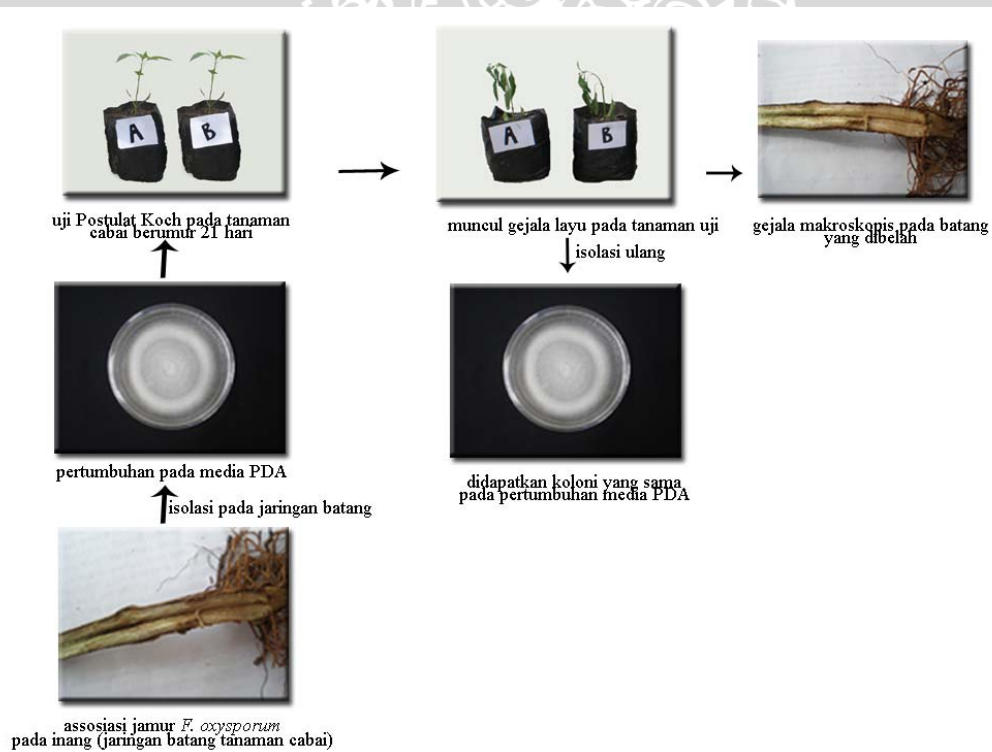 A
B
uji Postulat Koch pada tanaman
cabai berumur 21 hari
A
B
muncul gejala layu pada tanaman uji
gejala makroskopis pada batang
yang dibelah
isolasi ulang
pertumbuhan pada media PDA
didapatkan koloni yang sama
pada pertumbuhan media PDA
isolasi pada jaringan batang
assosiasi jamur F. oxysporum
pada inang (jaringan batang tanaman cabai)